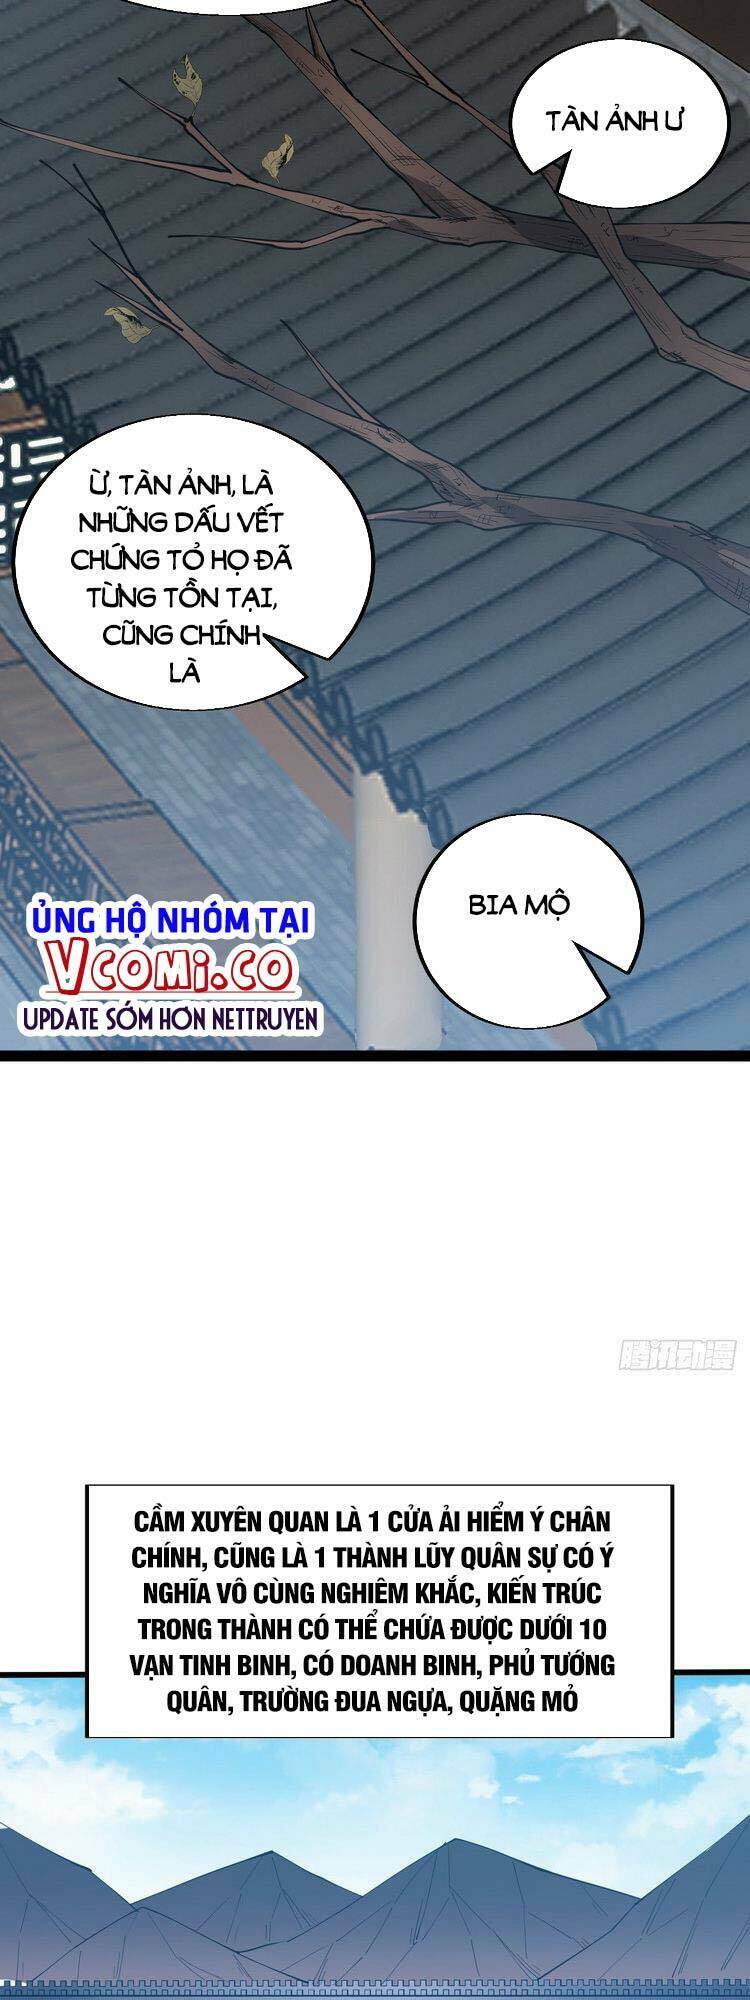 TÀN ẢNH Ư
Ừ, TÀN ẢNH, LÀ
NHỮNG DẤU VẾT
CHỨNG TỎ HỌ ĐÃ
TỪNG TỒN TẠI,
CŨNG CHÍNH
LÀ
BIA MỘ
ỦNG HỘ NHÓM TẠI
VCOMI.CO
UPDATE SỚM HƠN NETTRUYEN
腾讯动漫
CẦM XUYÊN QUAN LÀ 1 CỬA ẢI HIỂM Ý CHÂN
CHÍNH, CŨNG LÀ 1 THÀNH LŨY QUÂN SỰ CÓ Ý
NGHĨA VÔ CÙNG NGHIÊM KHẮC, KIẾN TRÚC
TRONG THÀNH CÓ THỂ CHỨA ĐƯỢC DƯỚI 10
VẠN TINH BINH, CÓ DOANH BINH, PHỦ TƯỚNG
QUÂN, TRƯỜNG ĐUA NGỰA, QUẶNG MỎ